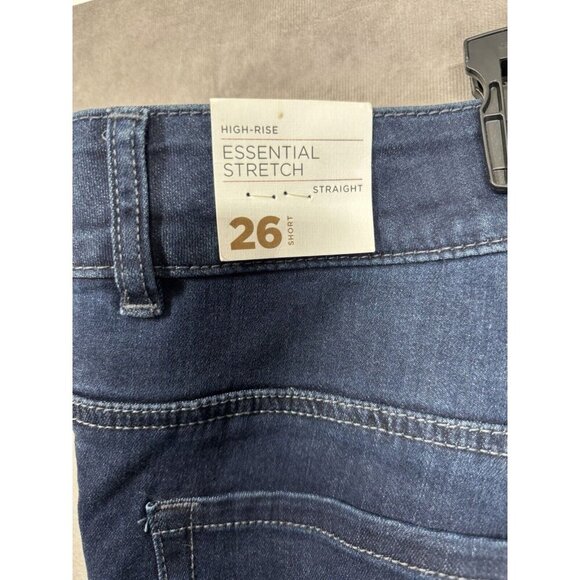 HIGH-RISE
ESSENTIAL
STRETCH
STRAIGHT
26 SHORT